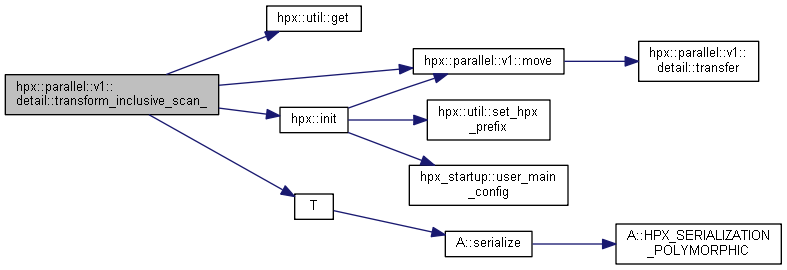 hpx::util::get
hpx::parallel::v1::
detail::transform_inclusive_scan_
hpx::parallel::v1::move
hpx::parallel::v1::
detail::transfer
hpx::init
hpx::util::set_hpx
_prefix
hpx_startup::user_main
_config
T
A::serialize
A::HPX_SERIALIZATION
_POLYMORPHIC